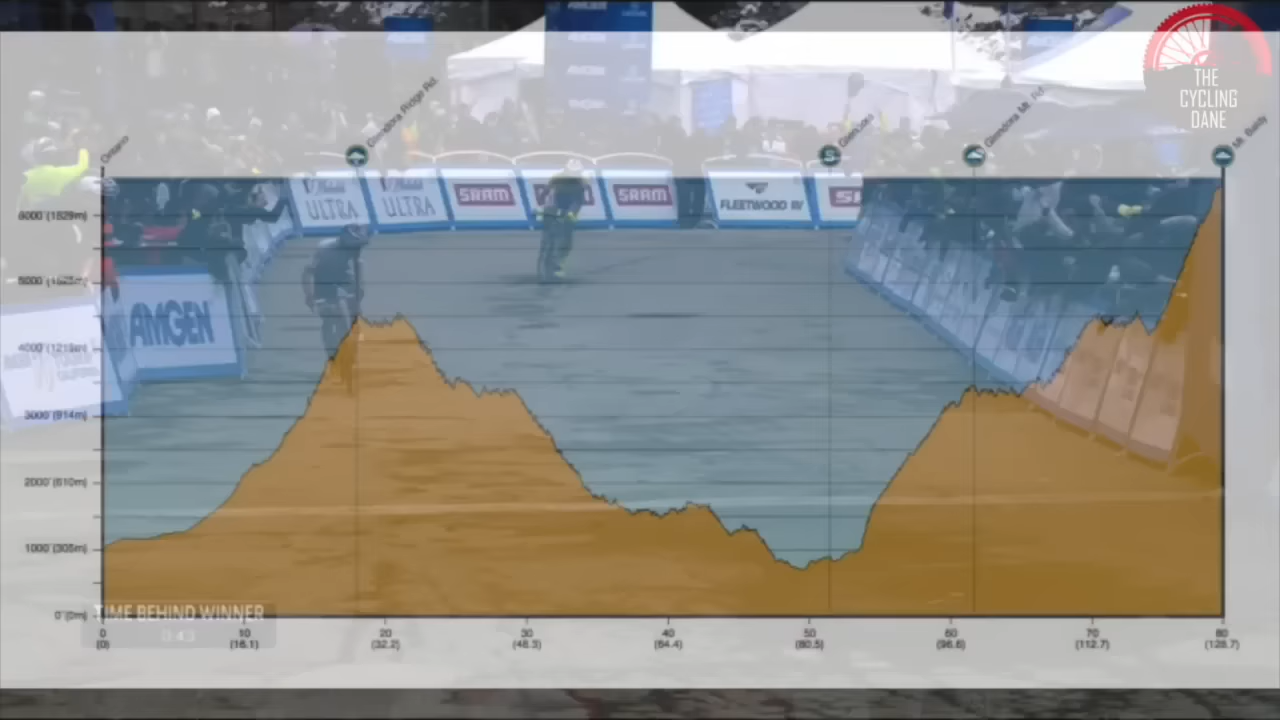 AMGEN
THE
CYCLING
DANE
Ontario
Glendora Ridge Rd.
Glendora Mt. Rd
Mt. Baldy
S
ULTRA
ULTRA
SRAM
SRAM
FLEETWOOD RV
AMGEN
6000' (1829m)
4000' (1219m)
3000' (914m)
2000' (610m)
1000' (305m)
0' (0m)
TIME BEHIND WINNER
0:43
0 10 20 30 40 50 60 70 80
(0) (16.1) (32.2) (48.3) (64.4) (80.5) (96.6) (112.7) (128.7)